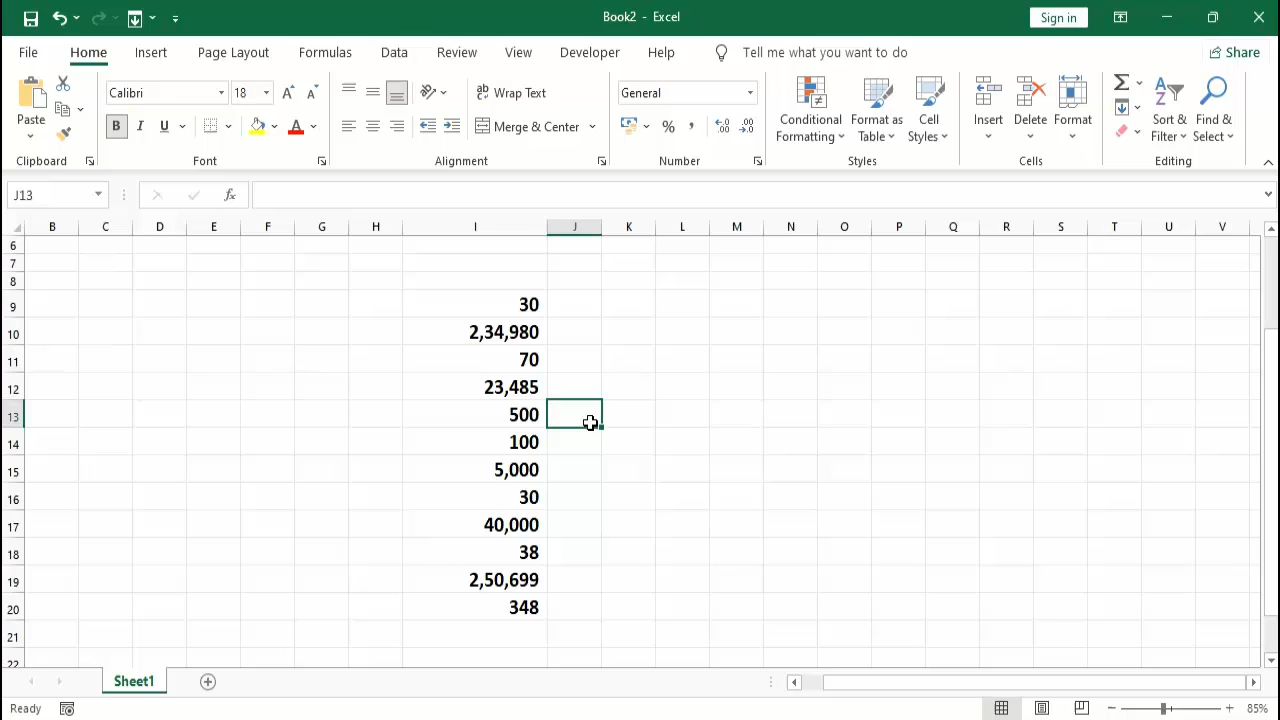 Book2 - Excel
Sign in
File Home Insert Page Layout Formulas Data Review View Developer Help Tell me what you want to do Share
Paste
Clipboard
Calibri 18
B I U
Font
Wrap Text
Merge & Center
Alignment
General
%
Number
Conditional Formatting
Format as Table
Cell Styles
Styles
Insert
Delete
Format
Cells
Sort & Filter
Find & Select
Editing
J13 fx
B C D E F G H I J K L M N O P Q R S T U V
6
7
8
9 30
10 2,34,980
11 70
12 23,485
13 500
14 100
15 5,000
16 30
17 40,000
18 38
19 2,50,699
20 348
21
22
Sheet1
Ready 85%